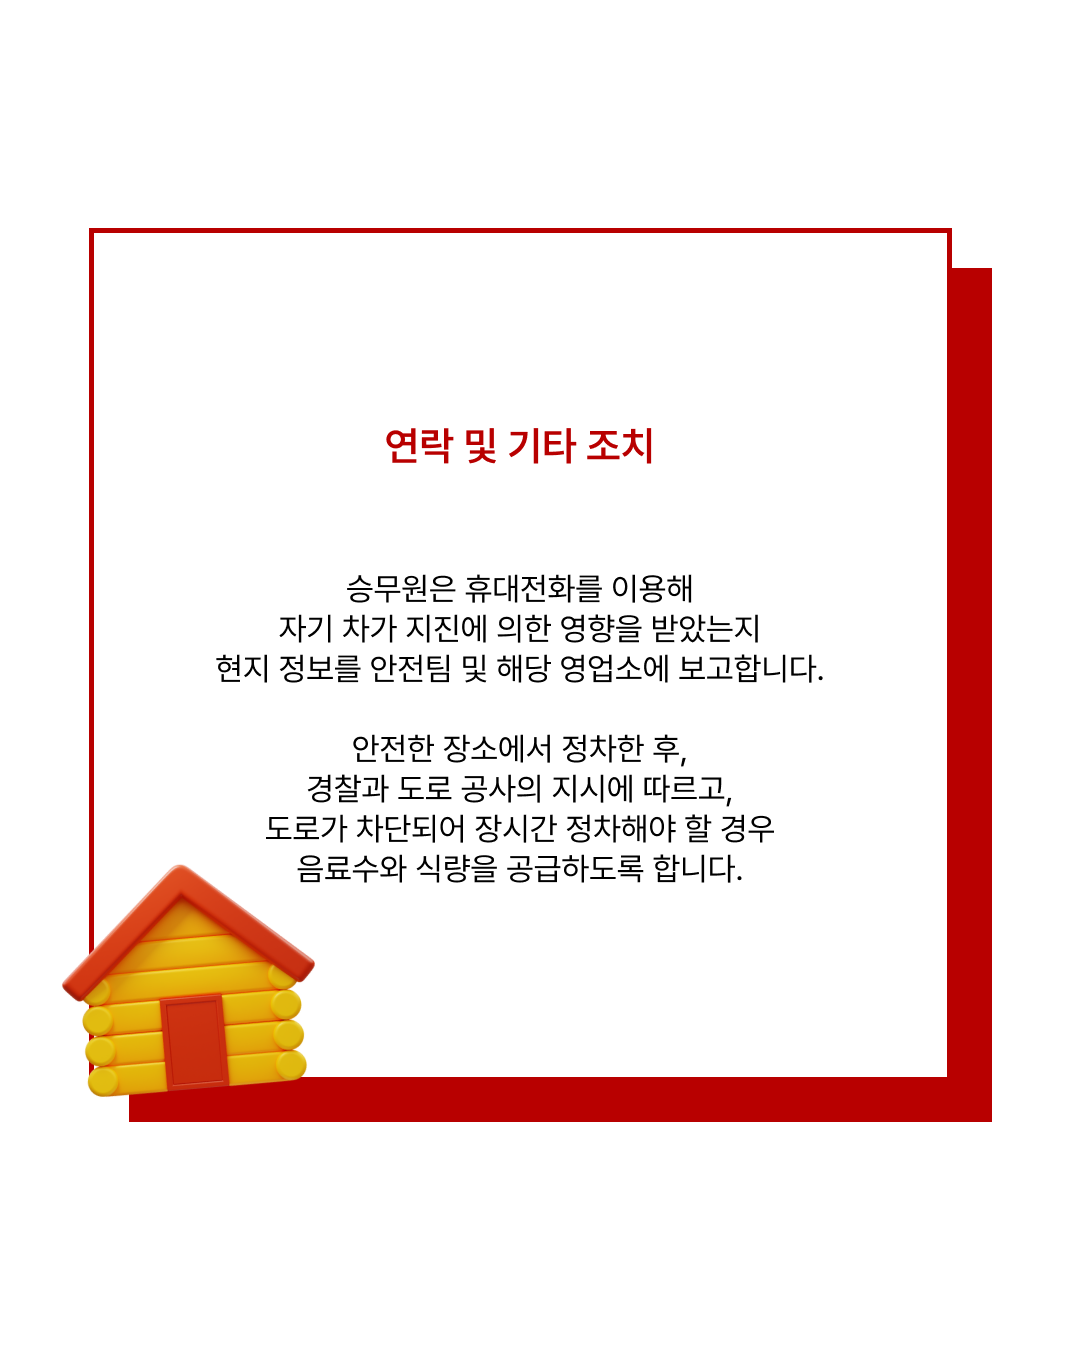 연락 및 기타 조치
승무원은 휴대전화를 이용해
자기 차가 지진에 의한 영향을 받았는지
현지 정보를 안전팀 및 해당 영업소에 보고합니다.
안전한 장소에서 정차한 후,
경찰과 도로 공사의 지시에 따르고,
도로가 차단되어 장시간 정차해야 할 경우
음료수와 식량을 공급하도록 합니다.